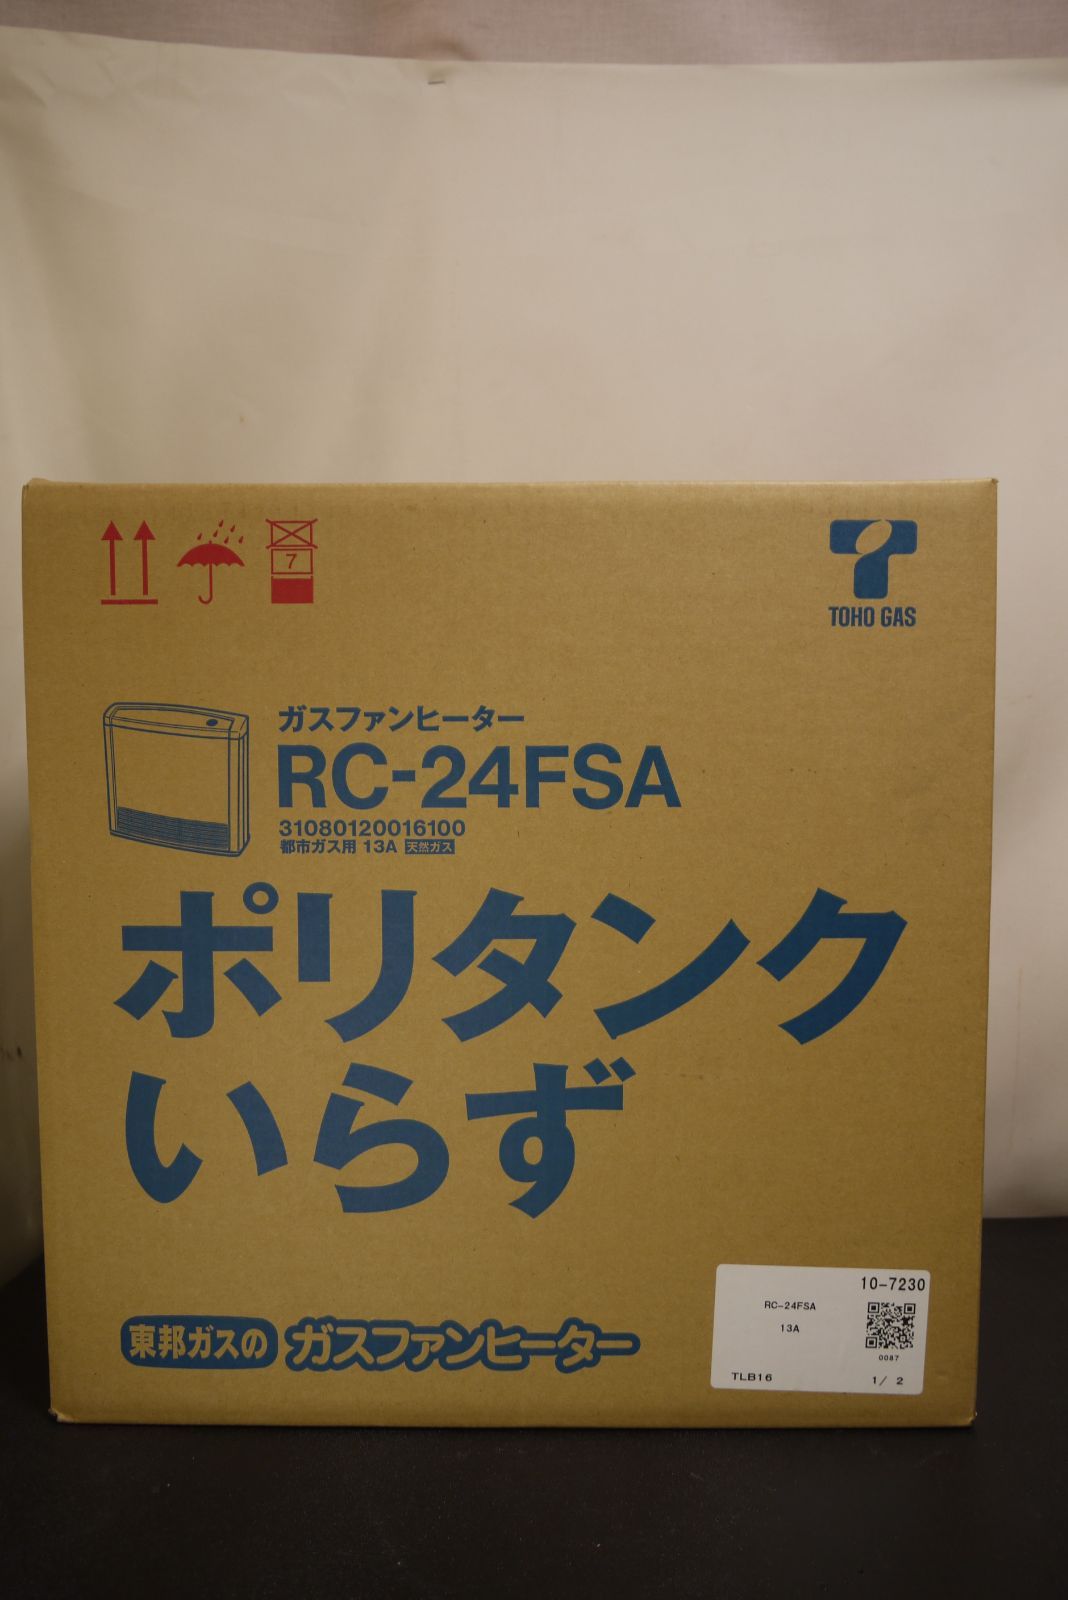 7
TOHO GAS
ガスファンヒーター
RC-24FSA
31080120016100
都市ガス用 13A 天然ガス
ポリタンク
いらず
東邦ガスの ガスファンヒーター
10-7230
RC-24FSA
13A
0087
TLB16
1/ 2